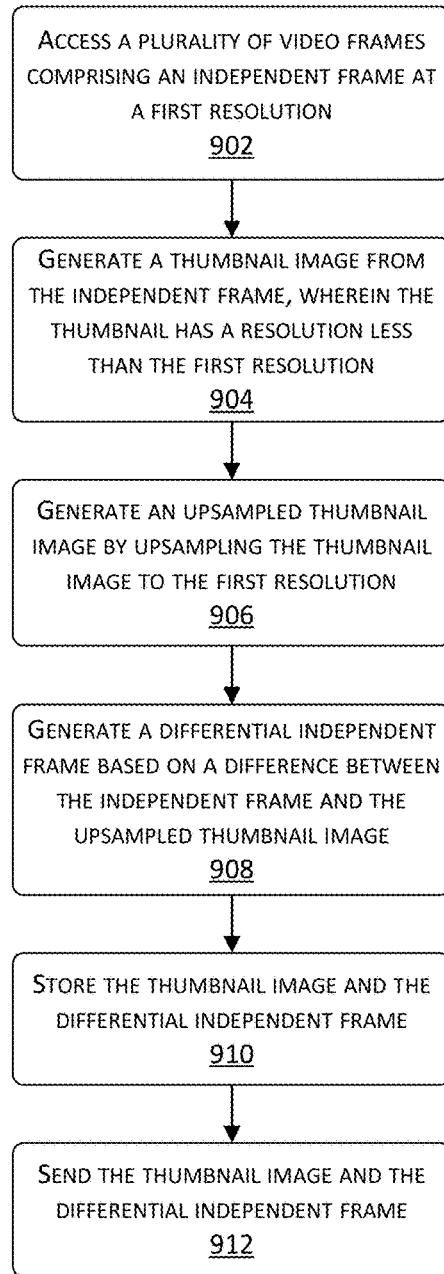 ACCESS A PLURALITY OF VIDEO FRAMES
COMPRISING AN INDEPENDENT FRAME AT
A FIRST RESOLUTION
902
GENERATE A THUMBNAIL IMAGE FROM
THE INDEPENDENT FRAME, WHEREIN THE
THUMBNAIL HAS A RESOLUTION LESS
THAN THE FIRST RESOLUTION
904
GENERATE AN UPSAMPLED THUMBNAIL
IMAGE BY UPSAMPLING THE THUMBNAIL
IMAGE TO THE FIRST RESOLUTION
906
GENERATE A DIFFERENTIAL INDEPENDENT
FRAME BASED ON A DIFFERENCE BETWEEN
THE INDEPENDENT FRAME AND THE
UPSAMPLED THUMBNAIL IMAGE
908
STORE THE THUMBNAIL IMAGE AND THE
DIFFERENTIAL INDEPENDENT FRAME
910
SEND THE THUMBNAIL IMAGE AND THE
DIFFERENTIAL INDEPENDENT FRAME
912